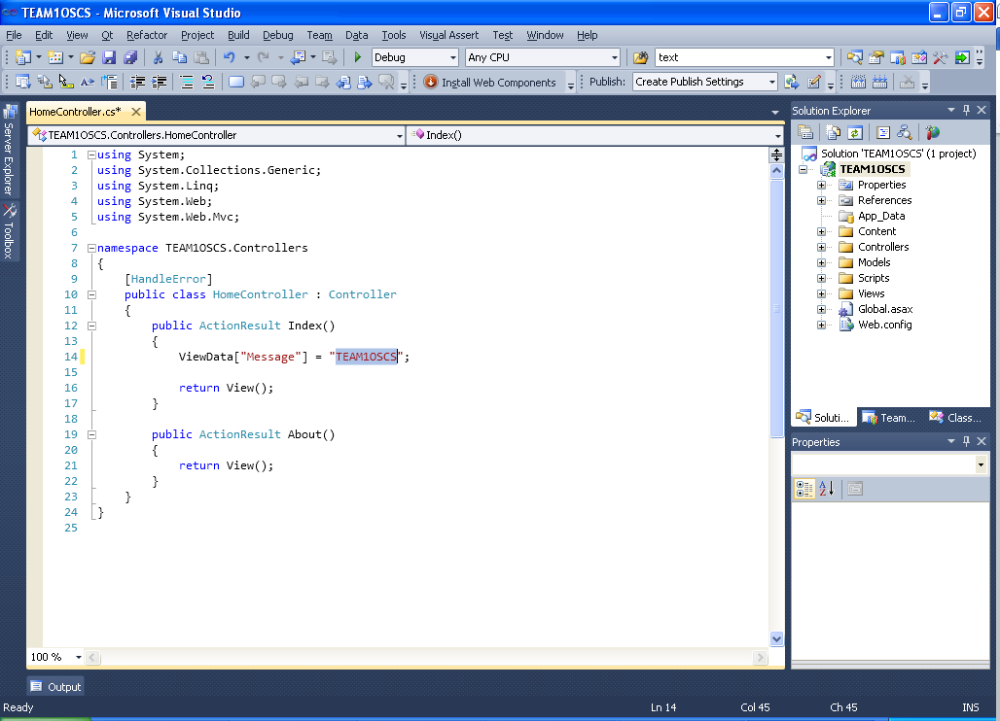 TEAM1OSCS - Microsoft Visual Studio
File Edit View Qt Refactor Project Build Debug Team Data Tools Visual Assert Test Window Help
Debug Any CPU text
Install Web Components Publish: Create Publish Settings
Server Explorer
Toolbox
HomeController.cs*
TEAM1OSCS.Controllers.HomeController Index()
1 using System;
2 using System.Collections.Generic;
3 using System.Linq;
4 using System.Web;
5 using System.Web.Mvc;
6
7 namespace TEAM1OSCS.Controllers
8 {
9 [HandleError]
10 public class HomeController : Controller
11 {
12 public ActionResult Index()
13 {
14 ViewData["Message"] = "TEAM1OSCS";
15
16 return View();
17 }
18
19 public ActionResult About()
20 {
21 return View();
22 }
23 }
24 }
25
100 %
Solution Explorer
Solution 'TEAM1OSCS' (1 project)
TEAM1OSCS
Properties
References
App_Data
Content
Controllers
Models
Scripts
Views
Global.asax
Web.config
Soluti... Team... Class...
Properties
Output
Ready Ln 14 Col 45 Ch 45 INS